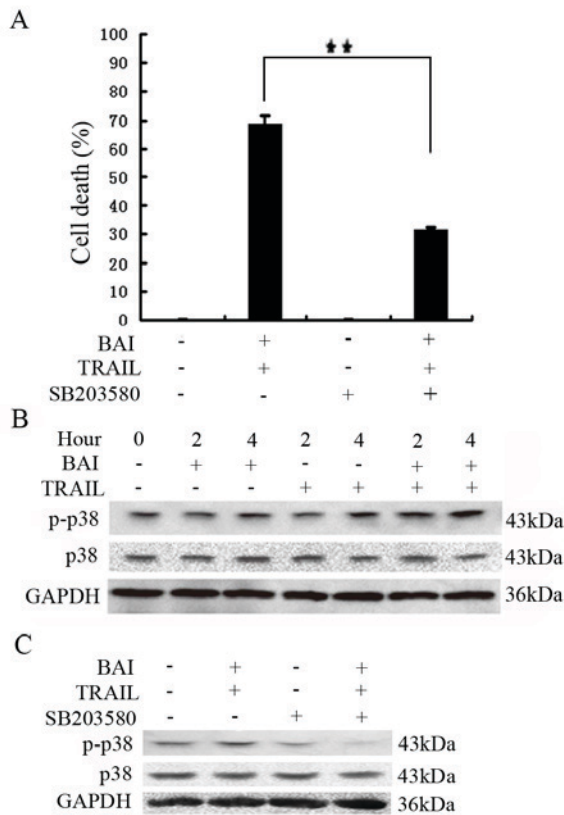 A
100
90
80
70
60
50
40
30
20
10
0
Cell death (%)
★★
BAI - + - +
TRAIL - + - +
SB203580 - - + +
B
Hour 0 2 4 2 4 2 4
BAI - + + - - + +
TRAIL - - - + + + +
p-p38 43kDa
p38 43kDa
GAPDH 36kDa
C
BAI - + - +
TRAIL - + - +
SB203580 - - + +
p-p38 43kDa
p38 43kDa
GAPDH 36kDa